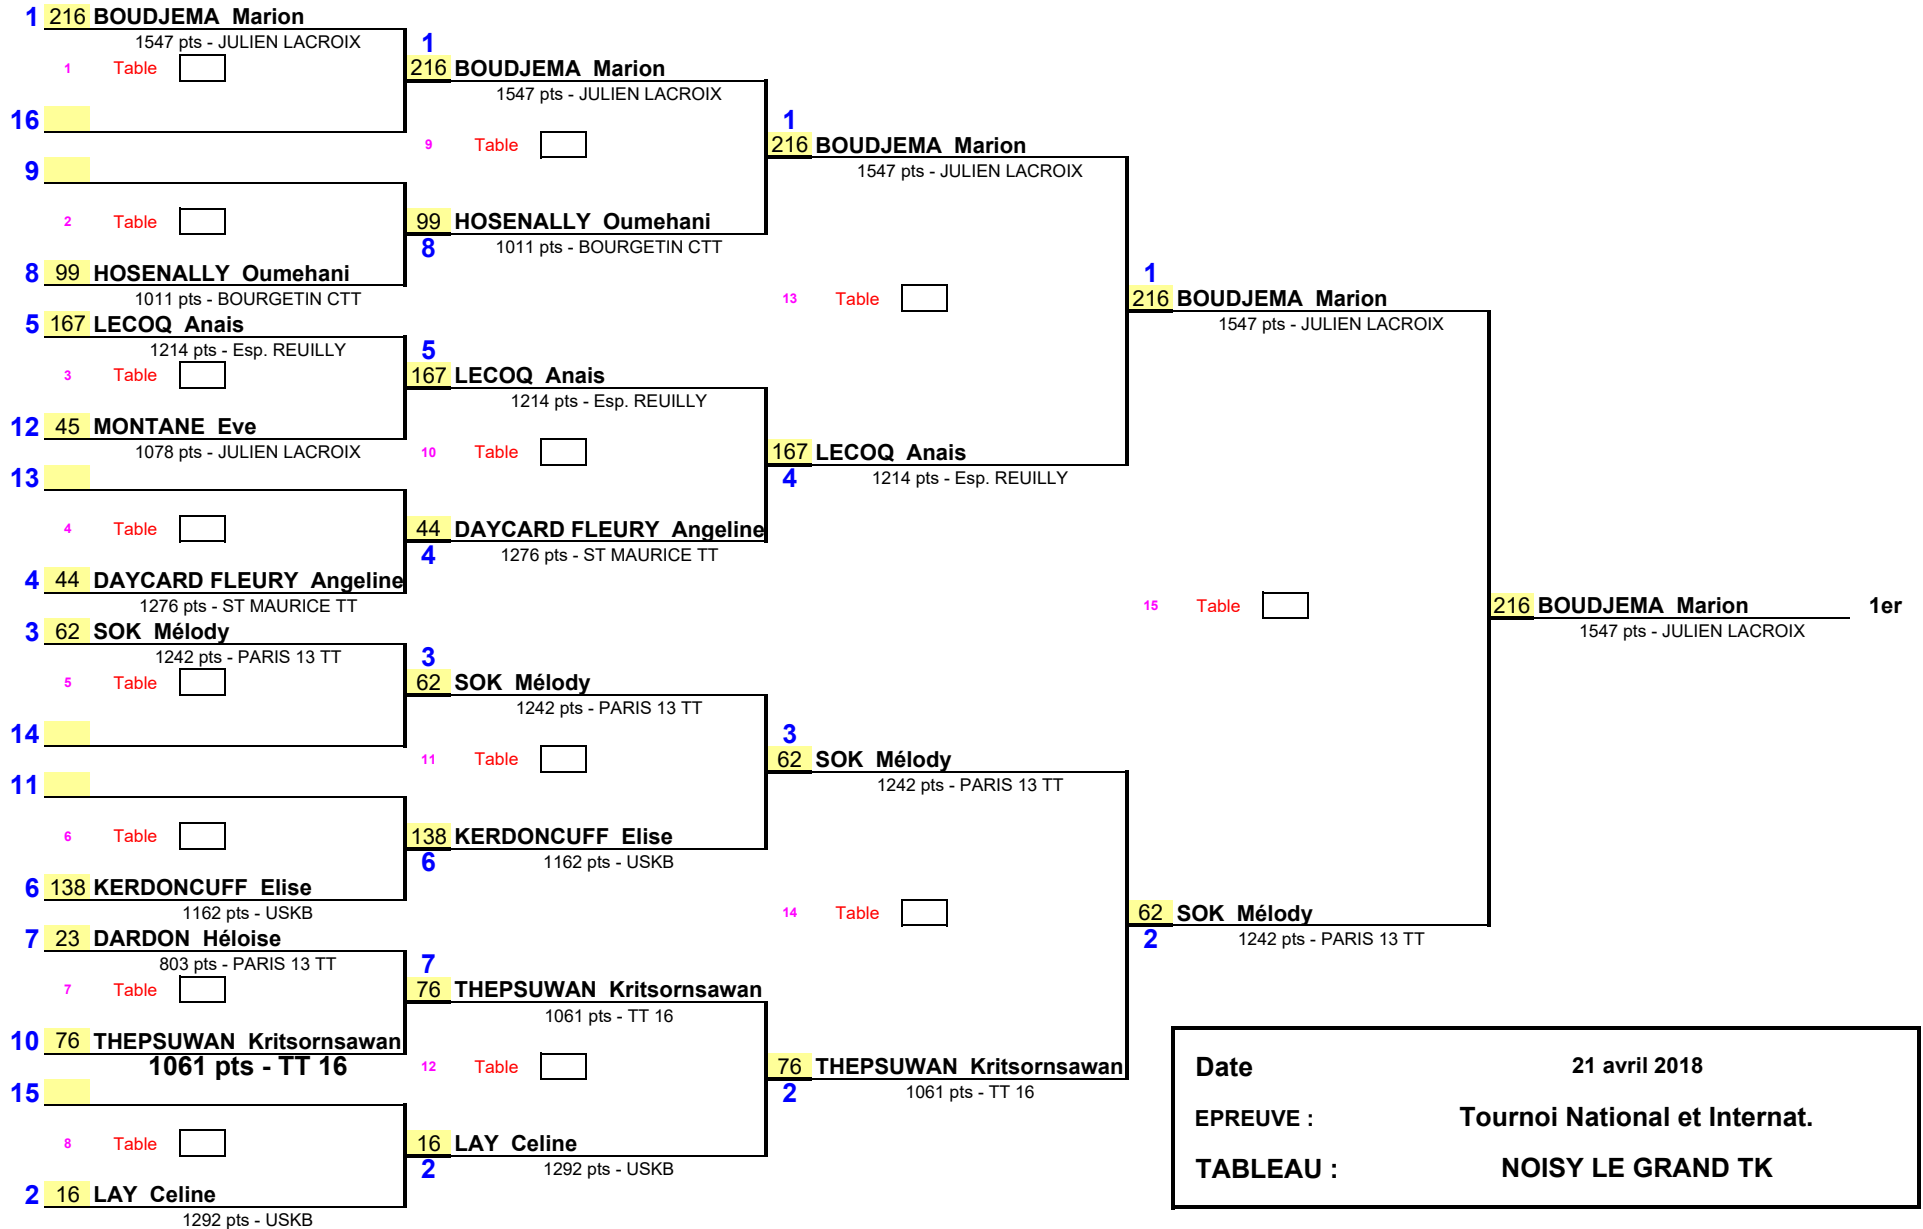 1 216 BOUDJEMA Marion
1547 pts - JULIEN LACROIX
1 Table
16
9
2 Table
8 99 HOSENALLY Oumehani
1011 pts - BOURGETIN CTT
5 167 LECOQ Anais
1214 pts - Esp. REUILLY
3 Table
12 45 MONTANE Eve
1078 pts - JULIEN LACROIX
13
4 Table
4 44 DAYCARD FLEURY Angeline
1276 pts - ST MAURICE TT
3 62 SOK Mélody
1242 pts - PARIS 13 TT
5 Table
14
11
6 Table
6 138 KERDONCUFF Elise
1162 pts - USKB
7 23 DARDON Héloise
803 pts - PARIS 13 TT
7 Table
10 76 THEPSUWAN Kritsornsawan
1061 pts - TT 16
15
8 Table
2 16 LAY Celine
1292 pts - USKB
1
216 BOUDJEMA Marion
1547 pts - JULIEN LACROIX
9 Table
99 HOSENALLY Oumehani
8 1011 pts - BOURGETIN CTT
5
167 LECOQ Anais
1214 pts - Esp. REUILLY
10 Table
44 DAYCARD FLEURY Angeline
4 1276 pts - ST MAURICE TT
3
62 SOK Mélody
1242 pts - PARIS 13 TT
11 Table
138 KERDONCUFF Elise
6 1162 pts - USKB
7
76 THEPSUWAN Kritsornsawan
1061 pts - TT 16
12 Table
16 LAY Celine
2 1292 pts - USKB
1
216 BOUDJEMA Marion
1547 pts - JULIEN LACROIX
13 Table
167 LECOQ Anais
4 1214 pts - Esp. REUILLY
3
62 SOK Mélody
1242 pts - PARIS 13 TT
14 Table
76 THEPSUWAN Kritsornsawan
2 1061 pts - TT 16
1
216 BOUDJEMA Marion
1547 pts - JULIEN LACROIX
15 Table
62 SOK Mélody
2 1242 pts - PARIS 13 TT
216 BOUDJEMA Marion 1er
1547 pts - JULIEN LACROIX
Date 21 avril 2018
EPREUVE : Tournoi National et Internat.
TABLEAU : NOISY LE GRAND TK